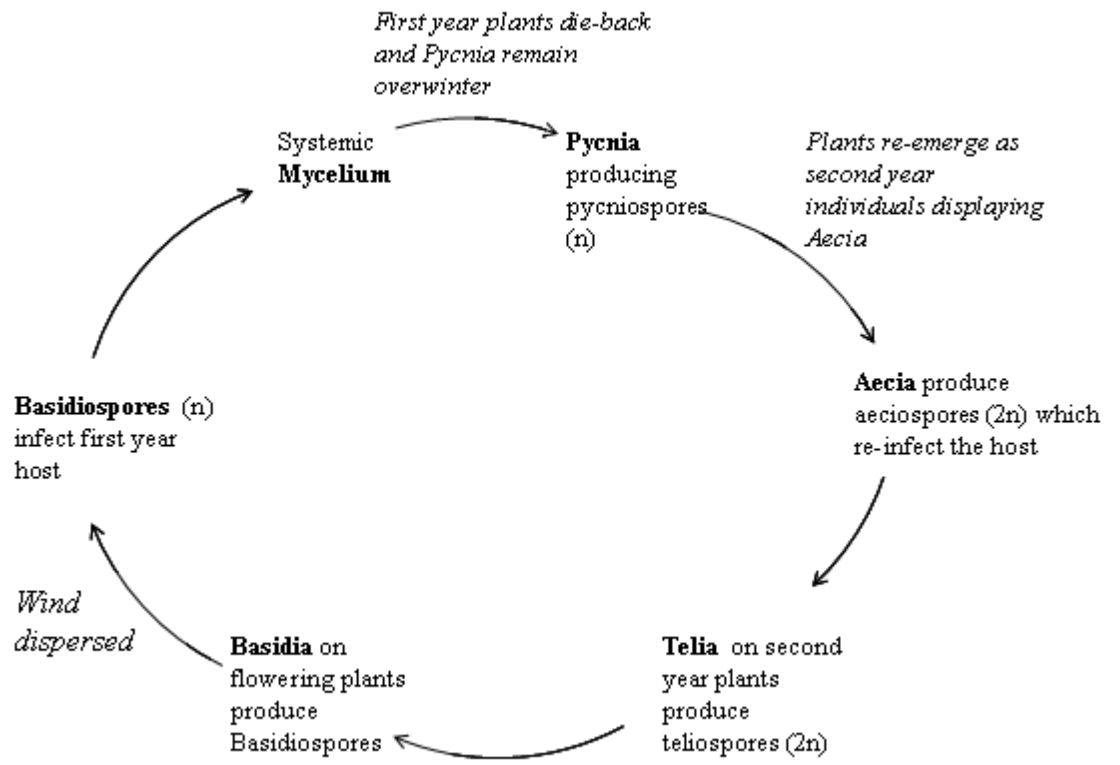 First year plants die-back
and Pycnia remain
overwinter
Systemic
Mycelium
Pycnia
producing
pycniospores
(n)
Plants re-emerge as
second year
individuals displaying
Aecia
Aecia produce
aeciospores (2n) which
re-infect the host
Telia on second
year plants
produce
teliospores (2n)
Basidia on
flowering plants
produce
Basidiospores
Wind
dispersed
Basidiospores (n)
infect first year
host